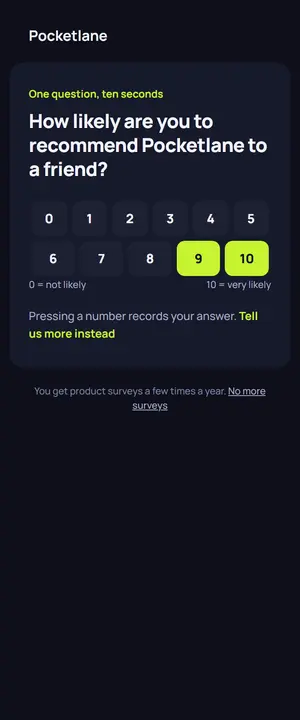 Pocketlane
One question, ten seconds
How likely are you to
recommend Pocketlane to
a friend?
0 1 2 3 4 5
6 7 8 9 10
0 = not likely 10 = very likely
Pressing a number records your answer. Tell
us more instead
You get product surveys a few times a year. No more
surveys